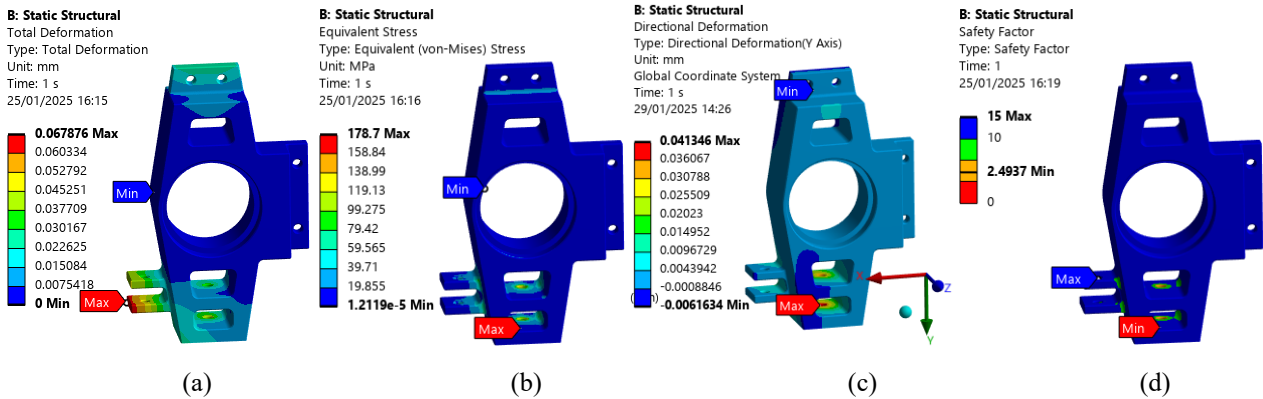 B: Static Structural
Total Deformation
Type: Total Deformation
Unit: mm
Time: 1 s
25/01/2025 16:15
0.067876 Max
0.060334
0.052792
0.045251
0.037709
0.030167
0.022625
0.015084
0.0075418
0 Min
Min
Max
(a)
B: Static Structural
Equivalent Stress
Type: Equivalent (von-Mises) Stress
Unit: MPa
Time: 1 s
25/01/2025 16:16
178.7 Max
158.84
138.99
119.13
99.275
79.42
59.565
39.71
19.855
1.2119e-5 Min
Min
Max
(b)
B: Static Structural
Directional Deformation
Type: Directional Deformation(Y Axis)
Unit: mm
Global Coordinate System
Time: 1 s
29/01/2025 14:26
0.041346 Max
0.036067
0.030788
0.025509
0.02023
0.014952
0.0096729
0.0043942
-0.0008846
-0.0061634 Min
Min
Max
X
Z
Y
(c)
B: Static Structural
Safety Factor
Type: Safety Factor
Time: 1
25/01/2025 16:19
15 Max
10
2.4937 Min
0
Max
Min
(d)